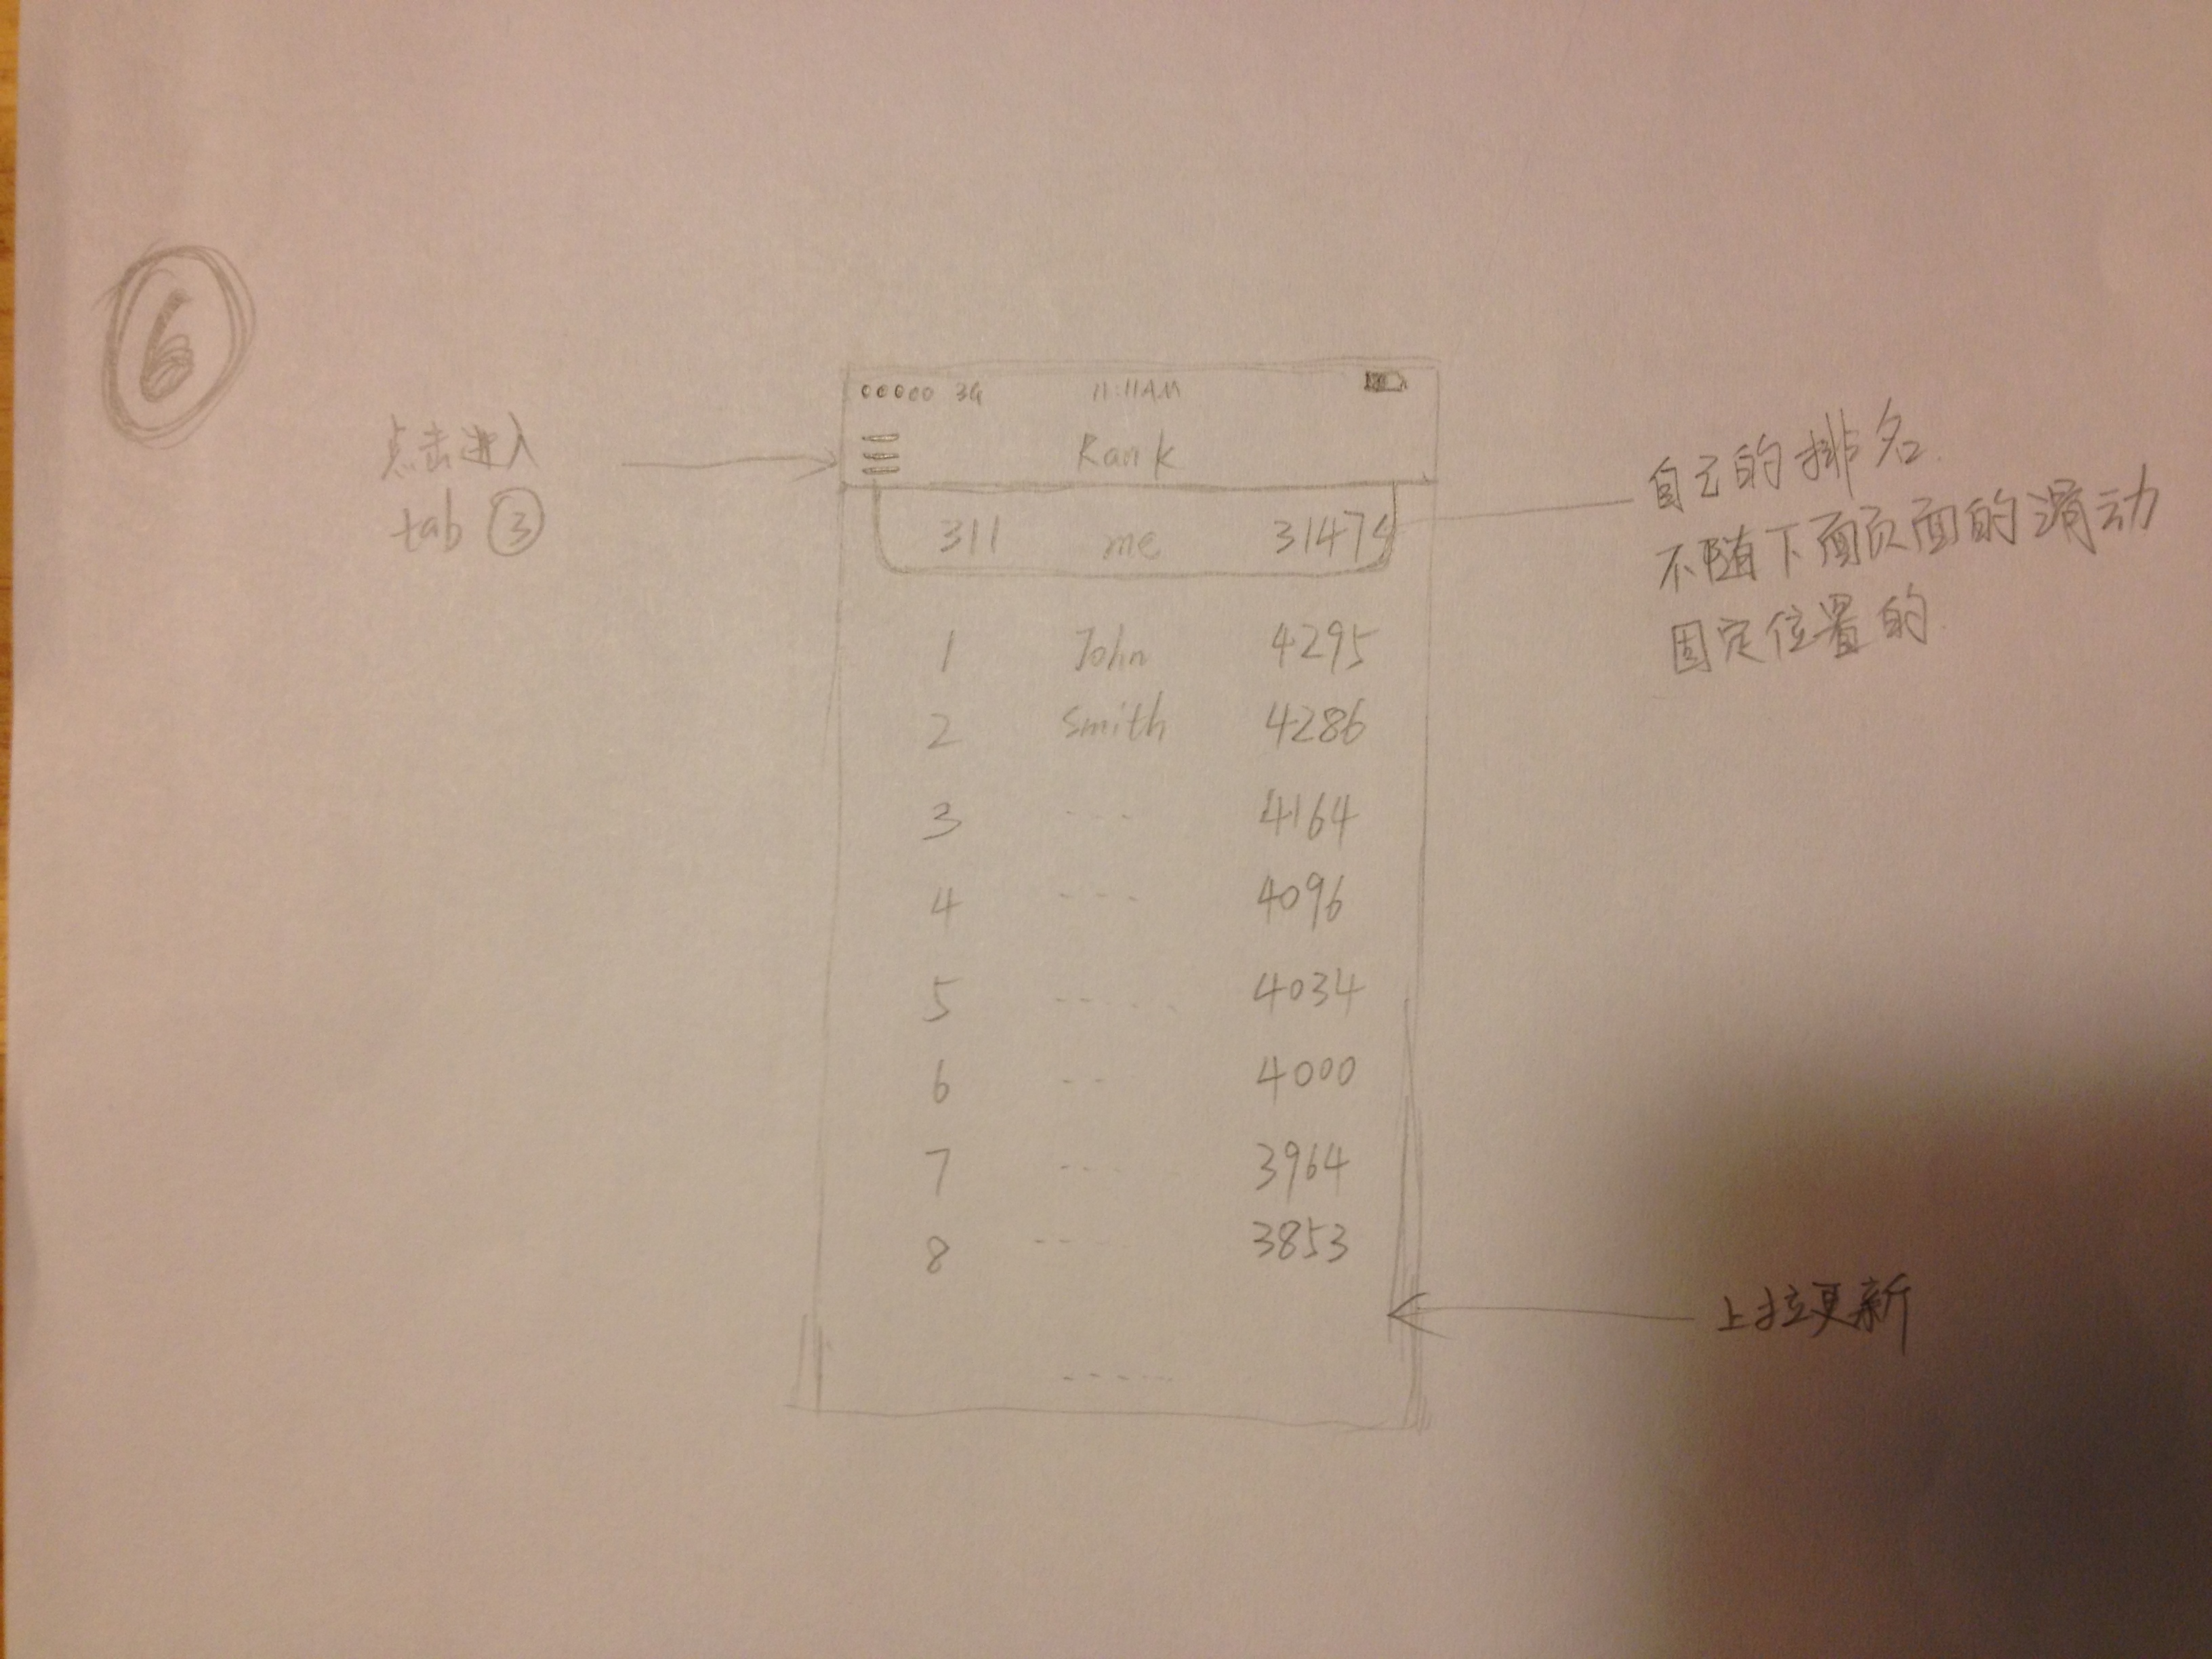 6
点击进入
tab ③
3G 11:11AM
Rank
311 me 31474
1 John 4295
2 Smith 4286
3 --- 4164
4 --- 4096
5 ----- 4034
6 -- 4000
7 --- 3964
8 ---- 3853
-----
自己的排名.
不随下面页面的滑动
固定位置的.
上拉更新